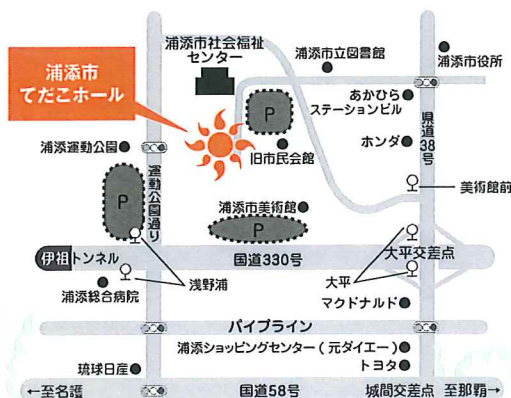 浦添市社会福祉
センター
浦添市立図書館
浦添市役所
浦添市
てだこホール
あかひら
ステーションビル
P
県道38号
ホンダ
浦添運動公園
旧市民会館
美術館前
運動公園通り
P
浦添市美術館
P
大平交差点
伊祖トンネル
国道330号
浅野浦
大平
浦添総合病院
マクドナルド
パイプライン
浦添ショッピングセンター(元ダイエー)
琉球日産
トヨタ
←至名護
国道58号
城間交差点
至那覇→